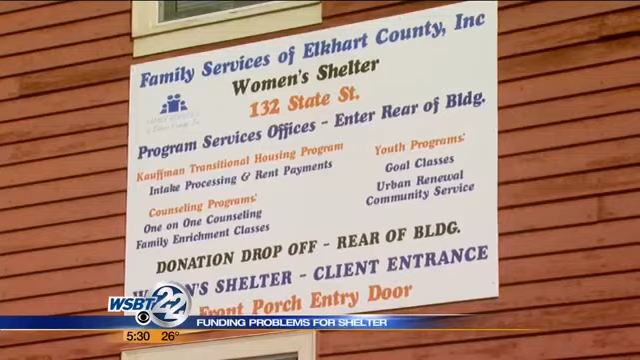 Family Services of Elkhart County, Inc
Women's Shelter
132 State St.
Program Services Offices - Enter Rear of Bldg.
Kauffman Transitional Housing Program
Intake Processing & Rent Payments
Counseling Programs:
One on One Counseling
Family Enrichment Classes
Youth Programs:
Goal Classes
Urban Renewal
Community Service
DONATION DROP OFF - REAR OF BLDG.
WOMEN'S SHELTER - CLIENT ENTRANCE
Front Porch Entry Door
WSBT 22
FUNDING PROBLEMS FOR SHELTER
5:30 26°